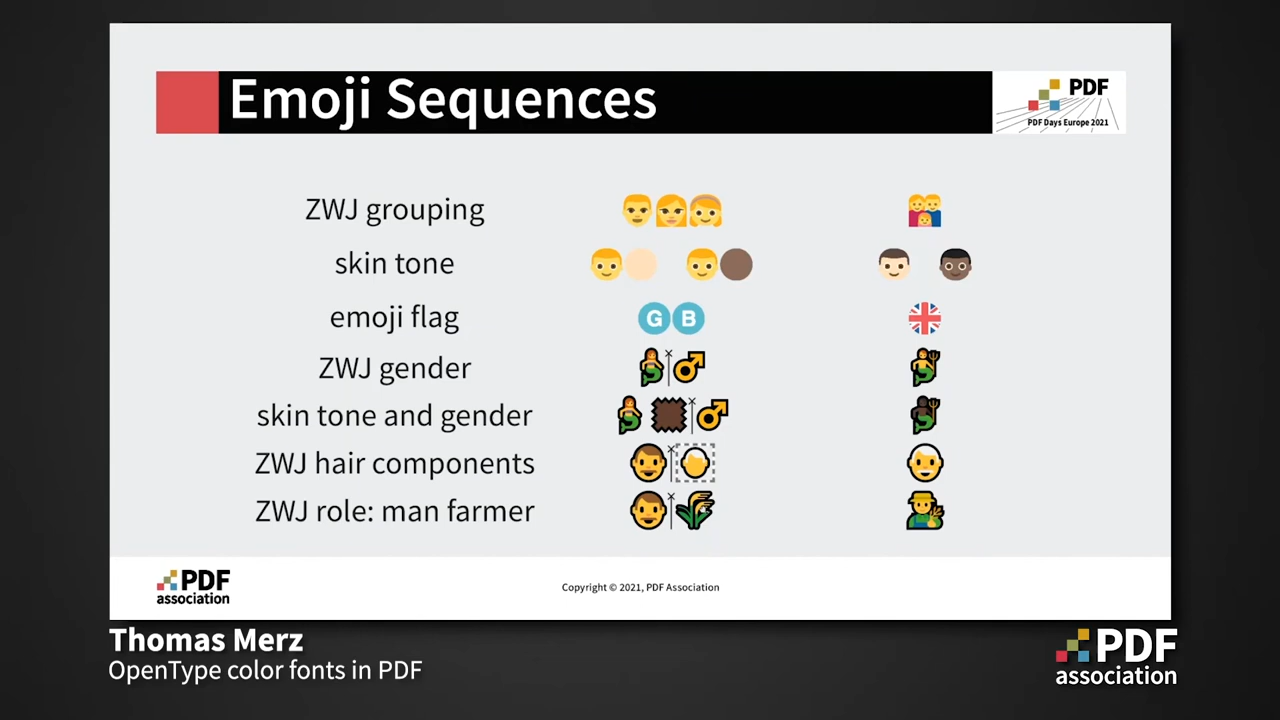 Emoji Sequences
PDF
PDF Days Europe 2021
ZWJ grouping
skin tone
emoji flag
G B
ZWJ gender
skin tone and gender
ZWJ hair components
ZWJ role: man farmer
PDF
association
Copyright © 2021, PDF Association
Thomas Merz
OpenType color fonts in PDF
PDF
association